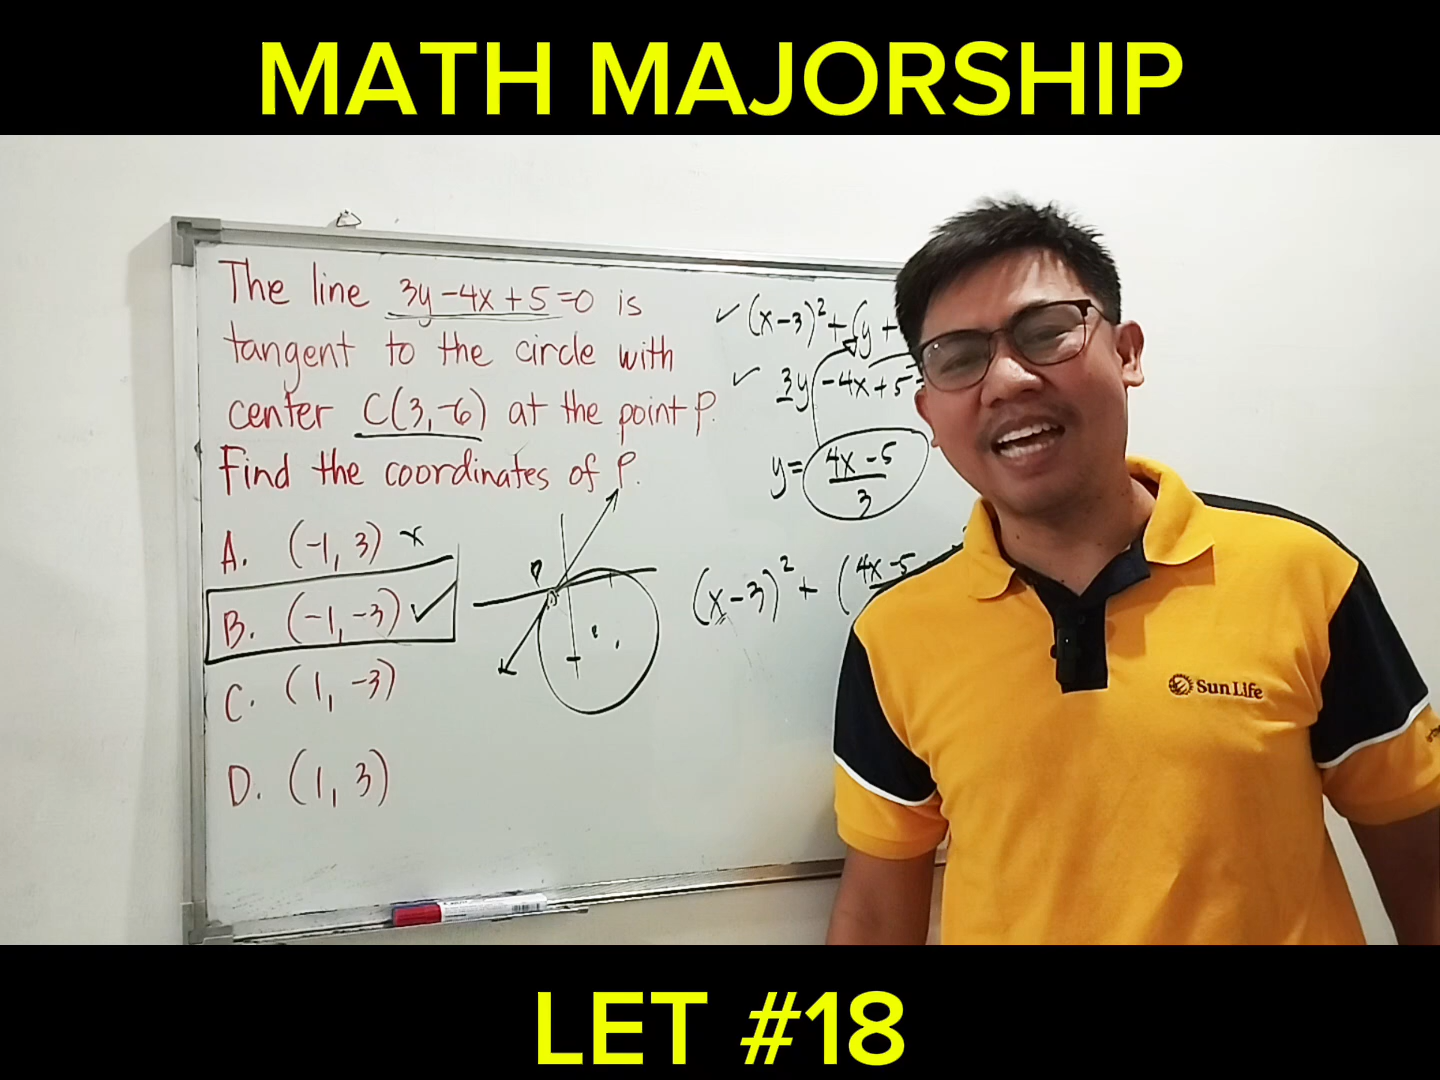 MATH MAJORSHIP
The line 3y - 4x + 5 = 0 is
tangent to the circle with
center C(3, -6) at the point P.
Find the coordinates of P.
A. (-1, 3) x
B. (-1, -3) ✓
C. (1, -3)
D. (1, 3)
P
✓ (x-3)² + (y +
✓ 3y - 4x + 5 =
y = 4x - 5 / 3
(x - 3)² + (4x - 5
Sun Life
LET #18